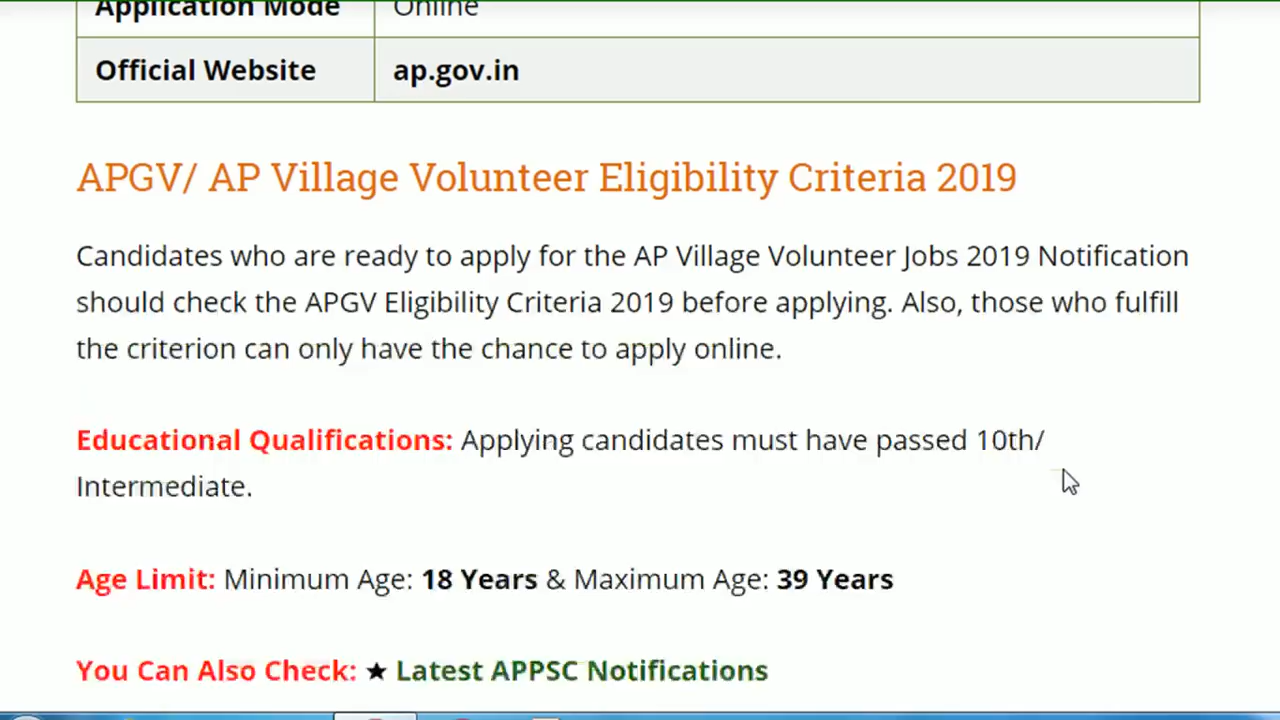 Application Mode Online
Official Website ap.gov.in
APGV/ AP Village Volunteer Eligibility Criteria 2019
Candidates who are ready to apply for the AP Village Volunteer Jobs 2019 Notification
should check the APGV Eligibility Criteria 2019 before applying. Also, those who fulfill
the criterion can only have the chance to apply online.
Educational Qualifications: Applying candidates must have passed 10th/
Intermediate.
Age Limit: Minimum Age: 18 Years & Maximum Age: 39 Years
You Can Also Check: ★ Latest APPSC Notifications